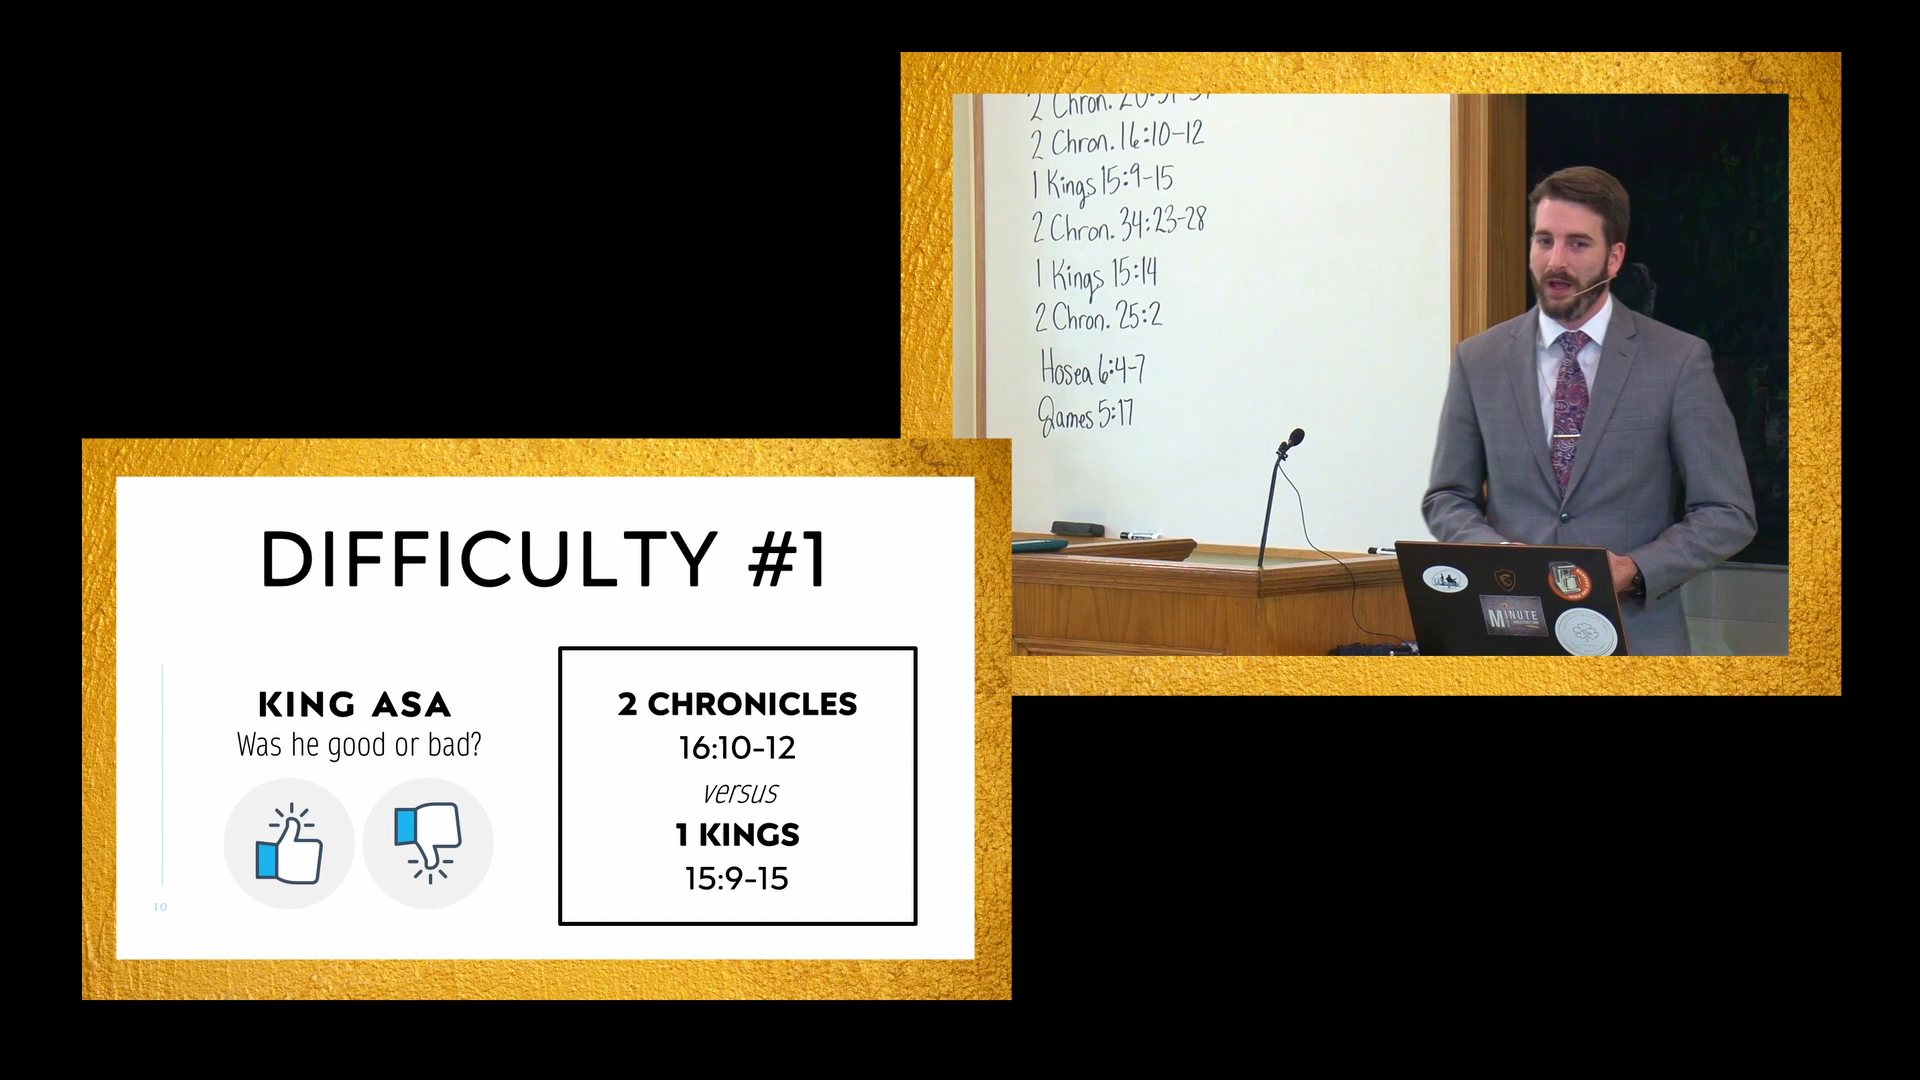 2 Chron.
2 Chron. 16:10-12
1 Kings 15:9-15
2 Chron. 34:23-28
1 Kings 15:14
2 Chron. 25:2
Hosea 6:4-7
James 5:17
MINUTE
DIFFICULTY #1
KING ASA
Was he good or bad?
2 CHRONICLES
16:10-12
versus
1 KINGS
15:9-15
10